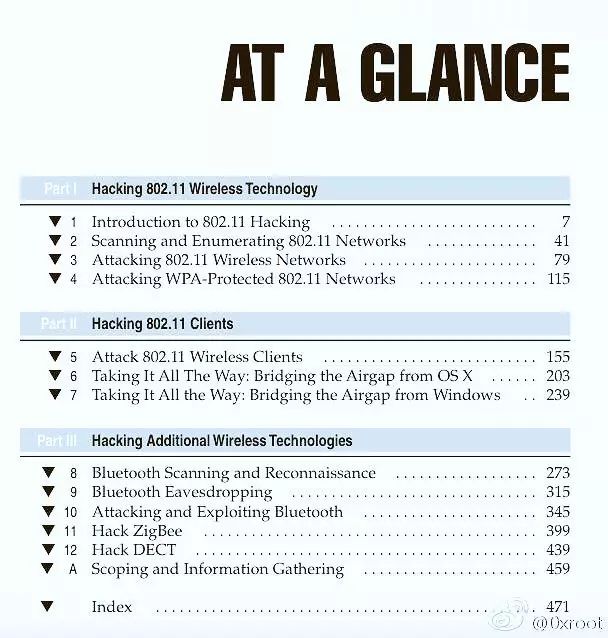 AT A GLANCE
Part I Hacking 802.11 Wireless Technology
▼ 1 Introduction to 802.11 Hacking .......................... 7
▼ 2 Scanning and Enumerating 802.11 Networks .............. 41
▼ 3 Attacking 802.11 Wireless Networks ...................... 79
▼ 4 Attacking WPA-Protected 802.11 Networks ............... 115
Part II Hacking 802.11 Clients
▼ 5 Attack 802.11 Wireless Clients ........................... 155
▼ 6 Taking It All The Way: Bridging the Airgap from OS X ...... 203
▼ 7 Taking It All the Way: Bridging the Airgap from Windows .. 239
Part III Hacking Additional Wireless Technologies
▼ 8 Bluetooth Scanning and Reconnaissance .................. 273
▼ 9 Bluetooth Eavesdropping ............................... 315
▼ 10 Attacking and Exploiting Bluetooth ...................... 345
▼ 11 Hack ZigBee .......................................... 399
▼ 12 Hack DECT ........................................... 439
▼ A Scoping and Information Gathering ...................... 459
▼ Index ................................................ 471
@0xroot